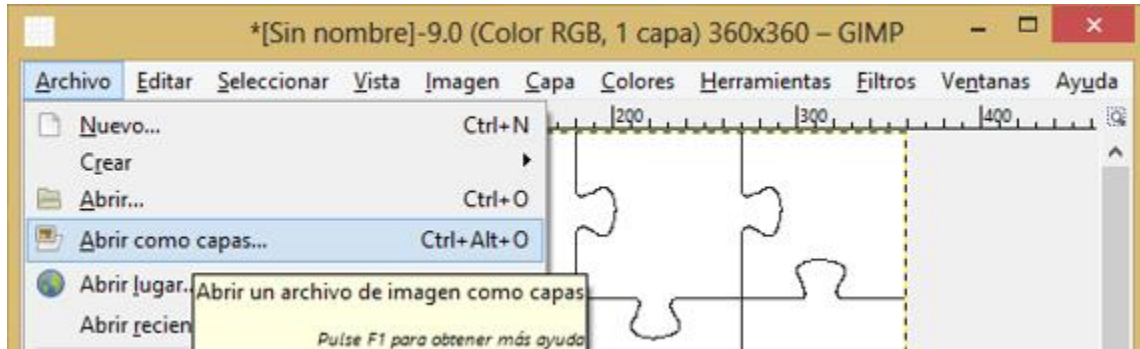 *[Sin nombre]-9.0 (Color RGB, 1 capa) 360x360 – GIMP
Archivo Editar Seleccionar Vista Imagen Capa Colores Herramientas Filtros Ventanas Ayuda
200 300 400
Nuevo... Ctrl+N
Crear
Abrir... Ctrl+O
Abrir como capas... Ctrl+Alt+O
Abrir lugar..
Abrir un archivo de imagen como capas
Abrir recien
Pulse F1 para obtener más ayuda